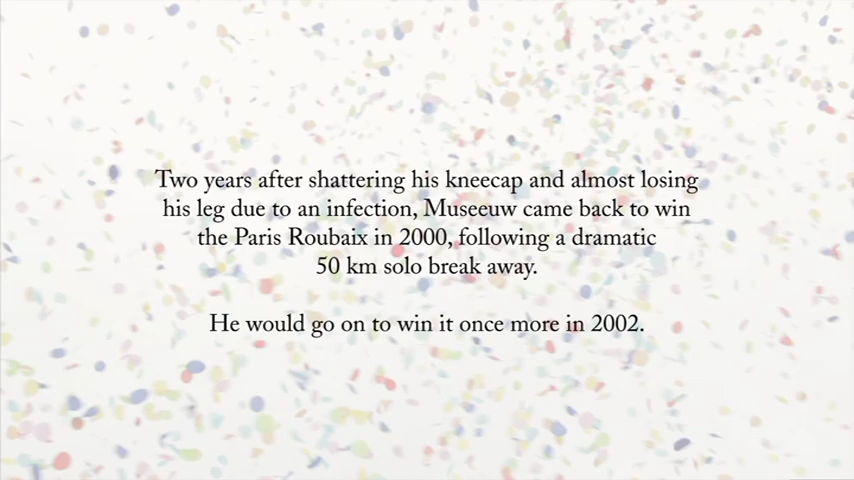 Two years after shattering his kneecap and almost losing
his leg due to an infection, Museeuw came back to win
the Paris Roubaix in 2000, following a dramatic
50 km solo break away.
He would go on to win it once more in 2002.